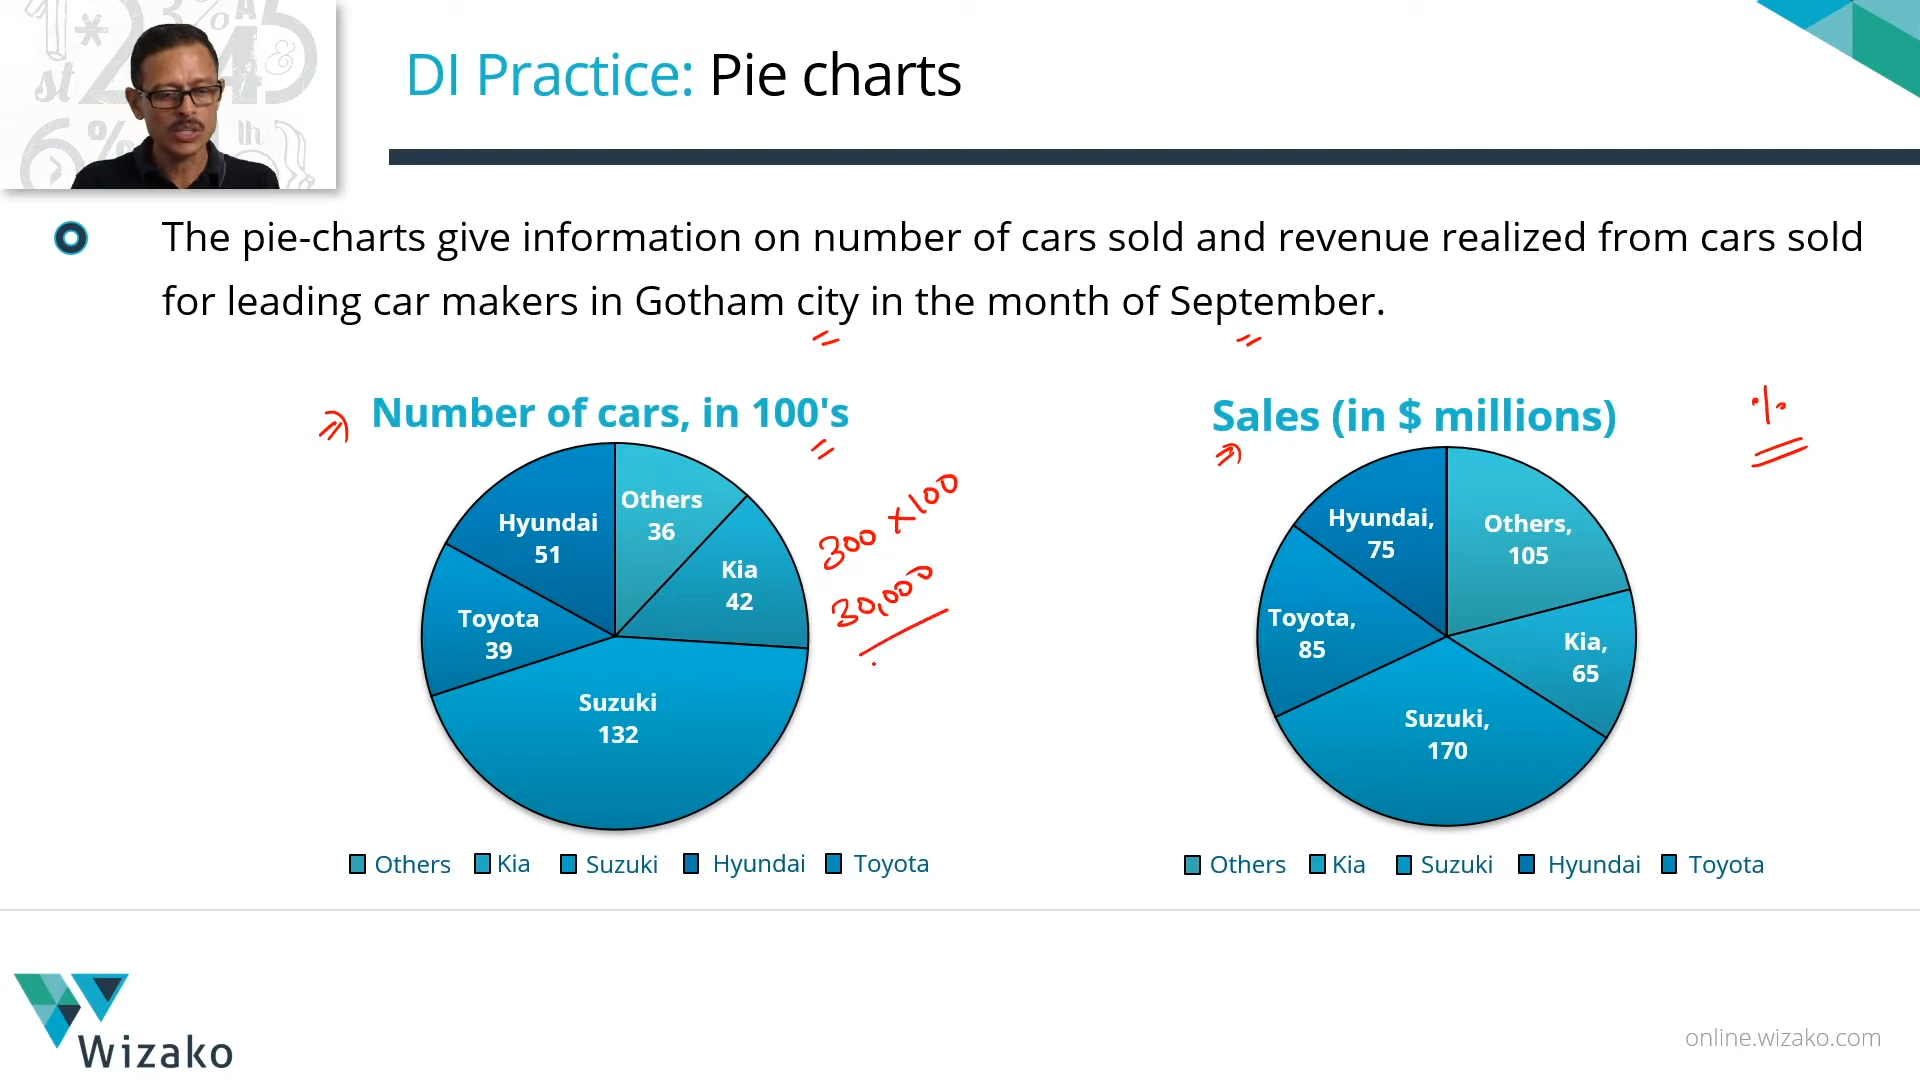 DI Practice: Pie charts
The pie-charts give information on number of cars sold and revenue realized from cars sold
for leading car makers in Gotham city in the month of September.
Number of cars, in 100's
Others
36
Hyundai
51
Kia
42
Toyota
39
Suzuki
132
300 × 100
30,000
Others Kia Suzuki Hyundai Toyota
Sales (in $ millions)
%
Hyundai,
75
Others,
105
Toyota,
85
Kia,
65
Suzuki,
170
Others Kia Suzuki Hyundai Toyota
Wizako
online.wizako.com